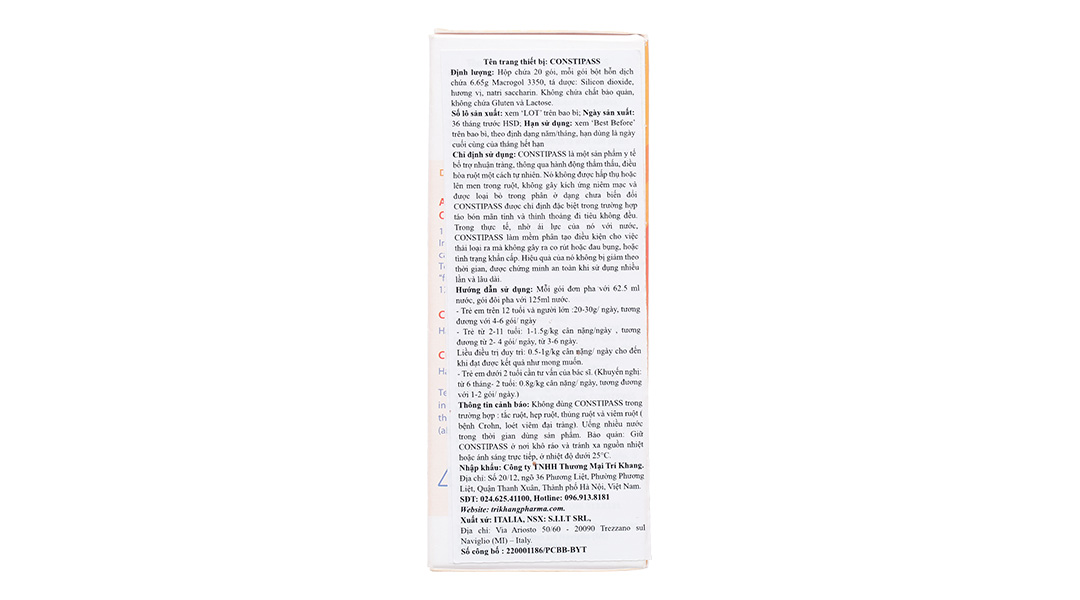 Tên trang thiết bị: CONSTIPASS
Định lượng: Hộp chứa 20 gói, mỗi gói bột hỗn dịch
chứa 6.65g Macrogol 3350, tá dược: Silicon dioxide,
hương vị, natri saccharin. Không chứa chất bảo quản,
không chứa Gluten và Lactose.
Số lô sản xuất: xem 'LOT' trên bao bì; Ngày sản xuất:
36 tháng trước HSD; Hạn sử dụng: xem 'Best Before'
trên bao bì, theo định dạng năm/tháng, hạn dùng là ngày
cuối cùng của tháng hết hạn
Chỉ định sử dụng: CONSTIPASS là một sản phẩm y tế
bổ trợ nhuận tràng, thông qua hành động thẩm thấu, điều
hòa ruột một cách tự nhiên. Nó không được hấp thụ hoặc
lên men trong ruột, không gây kích ứng niêm mạc và
được loại bỏ trong phân ở dạng chưa biến đổi
CONSTIPASS được chỉ định đặc biệt trong trường hợp
táo bón mãn tính và thỉnh thoảng đi tiêu không đều.
Trong thực tế, nhờ ái lực của nó với nước,
CONSTIPASS làm mềm phân tạo điều kiện cho việc
thải loại ra mà không gây ra co rút hoặc đau bụng, hoặc
tình trạng khẩn cấp. Hiệu quả của nó không bị giảm theo
thời gian, được chứng minh an toàn khi sử dụng nhiều
lần và lâu dài.
Hướng dẫn sử dụng: Mỗi gói đơn pha với 62.5 ml
nước, gói đôi pha với 125ml nước.
- Trẻ em trên 12 tuổi và người lớn :20-30g/ ngày, tương
đương với 4-6 gói/ ngày
- Trẻ từ 2-11 tuổi: 1-1.5g/kg cân nặng/ngày , tương
đương từ 2- 4 gói/ ngày, từ 3-6 ngày.
Liều điều trị duy trì: 0.5-1g/kg cân nặng/ ngày cho đến
khi đạt được kết quả như mong muốn.
- Trẻ em dưới 2 tuổi cần tư vấn của bác sĩ. (Khuyến nghị:
từ 6 tháng- 2 tuổi: 0.8g/kg cân nặng/ ngày, tương đương
với 1-2 gói/ ngày.)
Thông tin cảnh báo: Không dùng CONSTIPASS trong
trường hợp : tắc ruột, hẹp ruột, thủng ruột và viêm ruột (
bệnh Crohn, loét viêm đại tràng). Uống nhiều nước
trong thời gian dùng sản phẩm. Bảo quản: Giữ
CONSTIPASS ở nơi khô ráo và tránh xa nguồn nhiệt
hoặc ánh sáng trực tiếp, ở nhiệt độ dưới 25°C.
Nhập khẩu: Công ty TNHH Thương Mại Trí Khang.
Địa chỉ: Số 20/12, ngõ 36 Phương Liệt, Phường Phương
Liệt, Quận Thanh Xuân, Thành phố Hà Nội, Việt Nam.
SĐT: 024.625.41100, Hotline: 096.913.8181
Website: trikhangpharma.com.
Xuất xứ: ITALIA, NSX: S.I.I.T SRL,
Địa chỉ: Via Ariosto 50/60 - 20090 Trezzano sul
Naviglio (MI) – Italy.
Số công bố : 220001186/PCBB-BYT